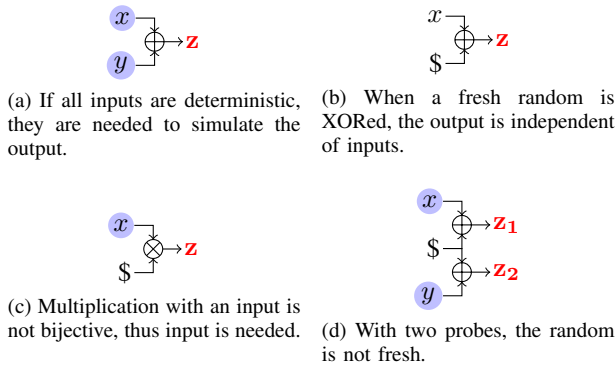 x
y
z
(a) If all inputs are deterministic,
they are needed to simulate the
output.
x
$
z
(b) When a fresh random is
XORed, the output is independent
of inputs.
x
$
z
(c) Multiplication with an input is
not bijective, thus input is needed.
x
z₁
$
z₂
y
(d) With two probes, the random
is not fresh.